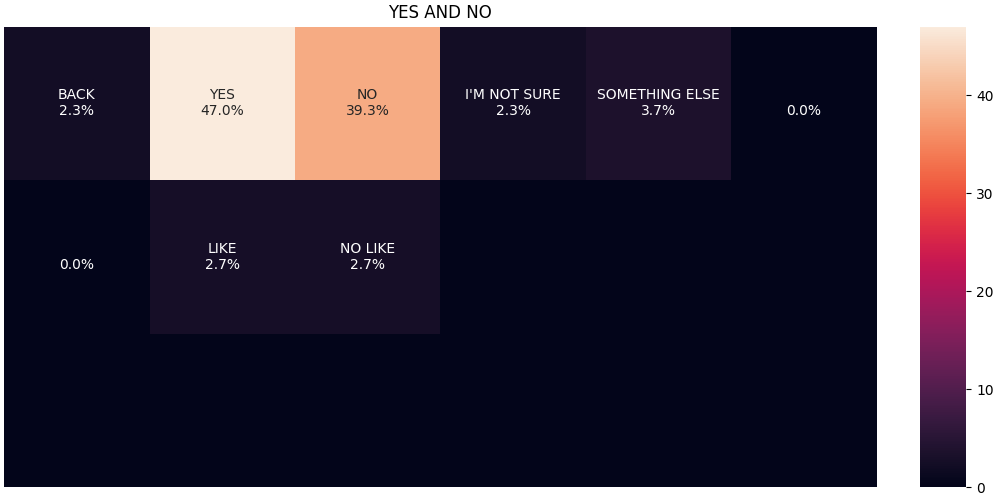 YES AND NO
BACK
2.3%
YES
47.0%
NO
39.3%
I'M NOT SURE
2.3%
SOMETHING ELSE
3.7%
0.0%
0.0%
LIKE
2.7%
NO LIKE
2.7%
40
30
20
10
0